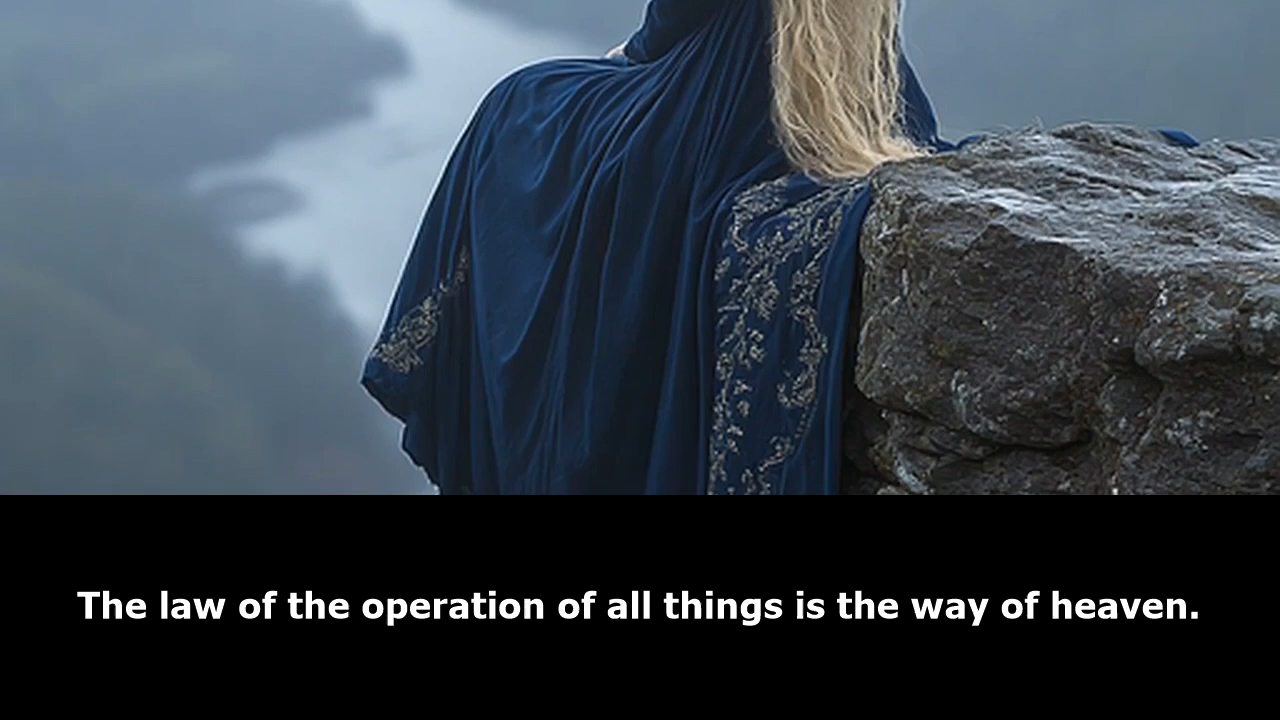 The law of the operation of all things is the way of heaven.